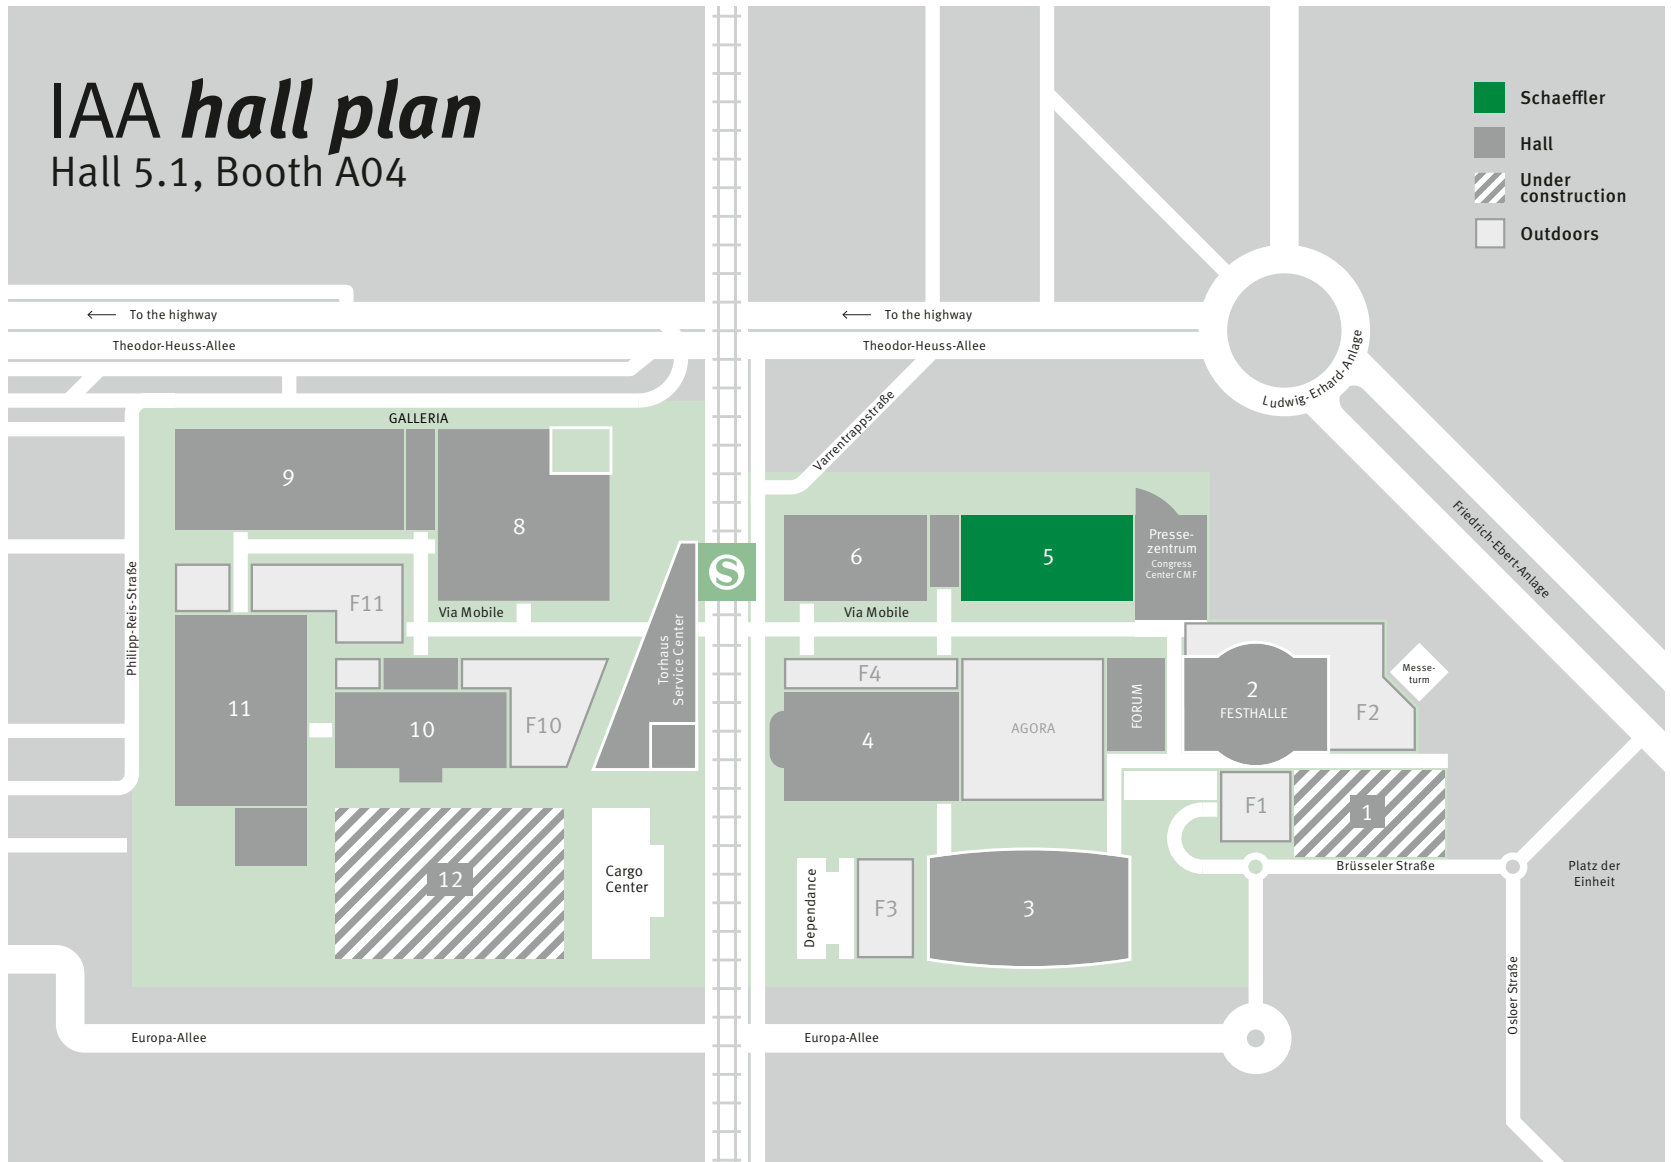 IAA hall plan
Hall 5.1, Booth A04
Schaeffler
Hall
Under
construction
Outdoors
To the highway
To the highway
Theodor-Heuss-Allee
Theodor-Heuss-Allee
Ludwig-Erhard-Anlage
Varrentrappstraße
Friedrich-Ebert-Anlage
GALLERIA
9
8
S
6
5
Presse-
zentrum
Congress
Center CMF
Philipp-Reis-Straße
F11
Via Mobile
Via Mobile
Torhaus
Service Center
11
10
F10
F4
4
AGORA
FORUM
2
FESTHALLE
F2
Messe-
turm
F1
1
12
Cargo
Center
Dependance
F3
3
Brüsseler Straße
Platz der
Einheit
Osloer Straße
Europa-Allee
Europa-Allee